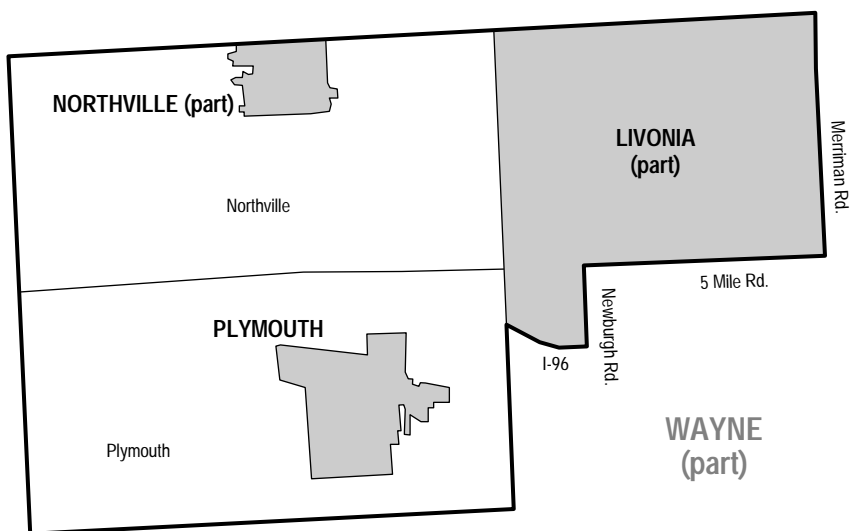 NORTHVILLE (part)
LIVONIA
(part)
Merriman Rd.
Northville
5 Mile Rd.
Newburgh Rd.
PLYMOUTH
I-96
Plymouth
WAYNE
(part)